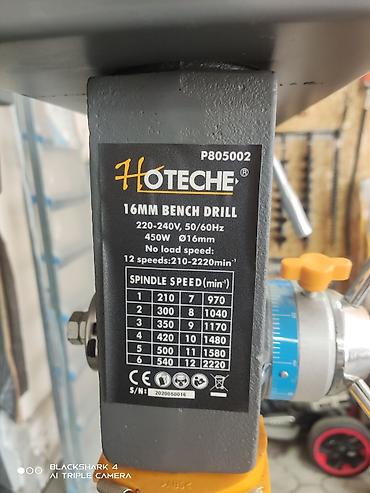 P805002
HOTECHE®
16MM BENCH DRILL
220-240V, 50/60Hz
450W Ø16mm
No load speed:
12 speeds:210-2220min⁻¹
SPINDLE SPEED(min⁻¹)
1 210 7 970
2 300 8 1040
3 350 9 1170
4 420 10 1480
5 500 11 1580
6 540 12 2220
CE
S/N: 2020050016
BLACKSHARK 4
AI TRIPLE CAMERA